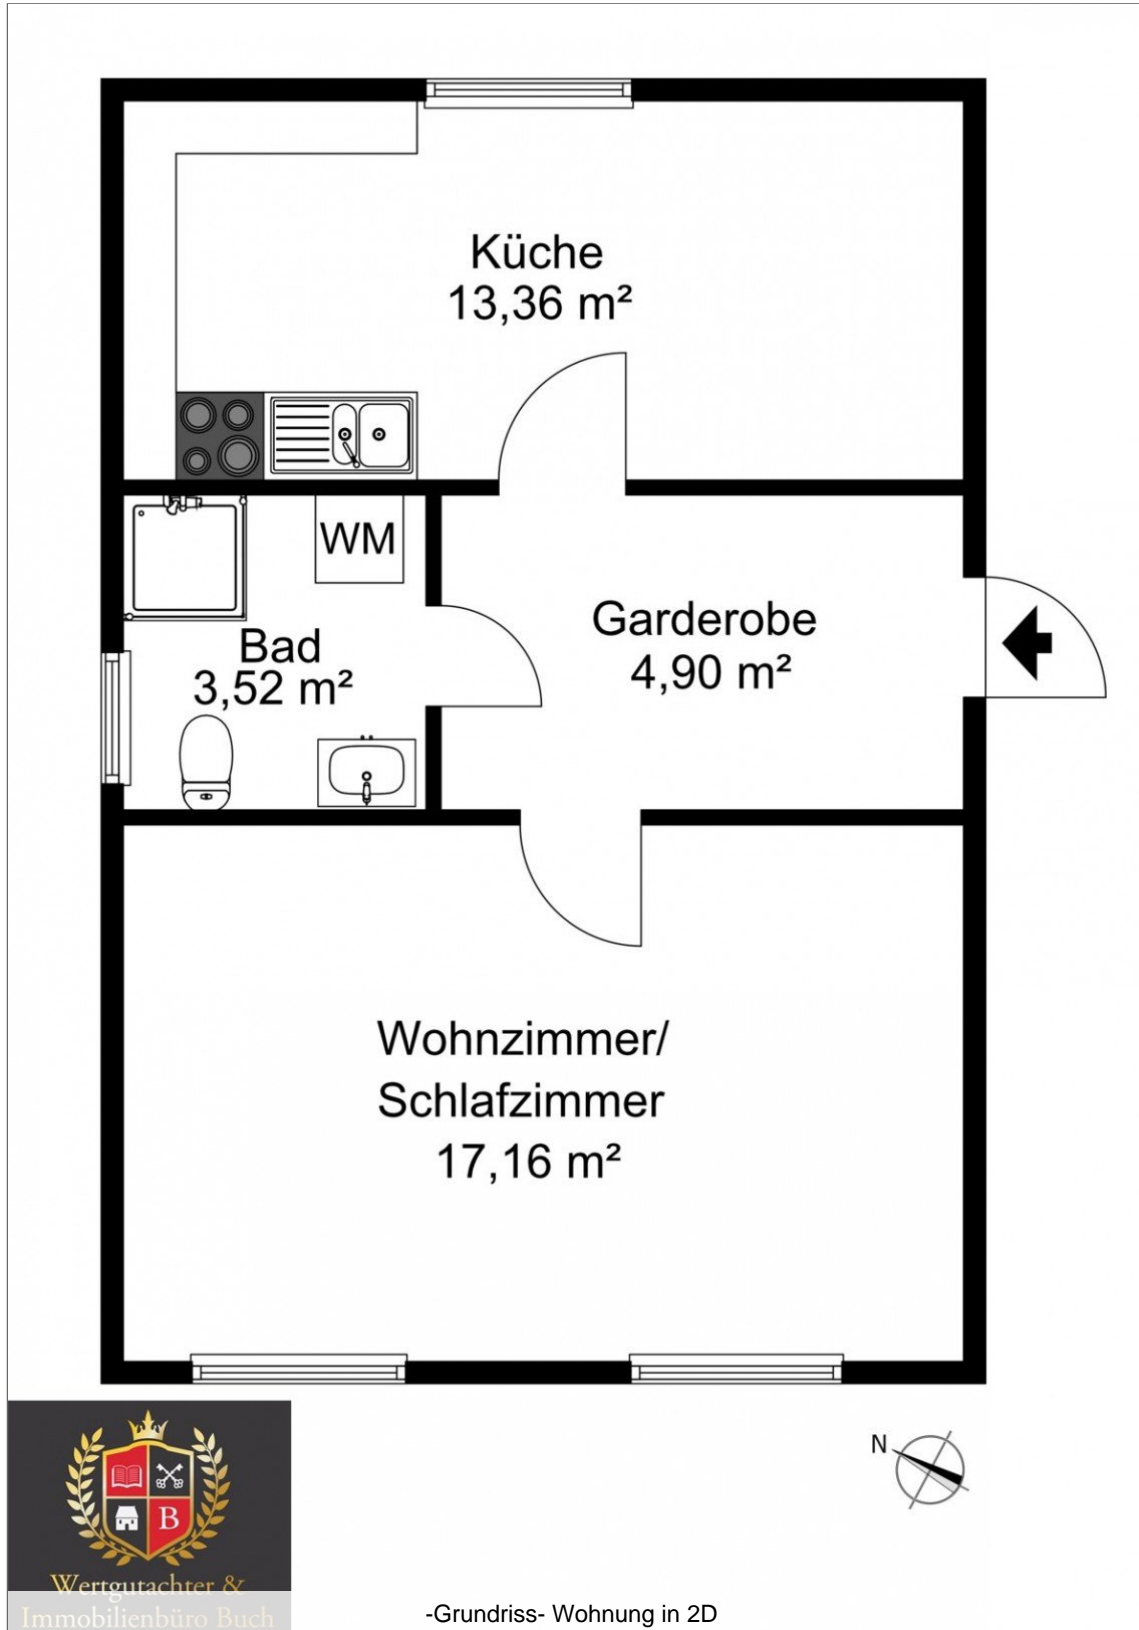 Küche
13,36 m²
WM
Garderobe
4,90 m²
Bad
3,52 m²
Wohnzimmer/
Schlafzimmer
17,16 m²
N
B
Wertgutachter &
Immobilienbüro Buch
-Grundriss- Wohnung in 2D